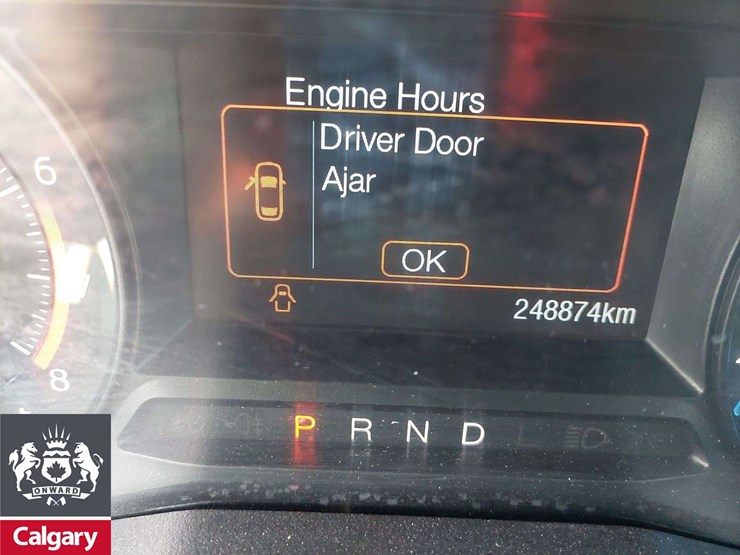 Engine Hours
Driver Door
Ajar
OK
248874km
6
8
P R N D L
ONWARD
Calgary